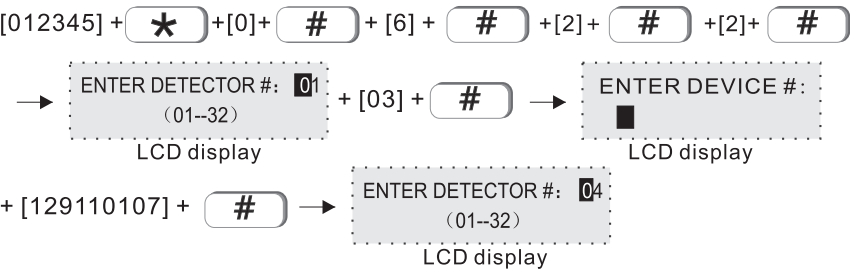 [012345] + * +[0]+ # + [6] + # +[2]+ # +[2]+ #
ENTER DETECTOR #: 01
(01--32)
LCD display
+ [03] + #
ENTER DEVICE #:
LCD display
+ [129110107] + #
ENTER DETECTOR #: 04
(01--32)
LCD display